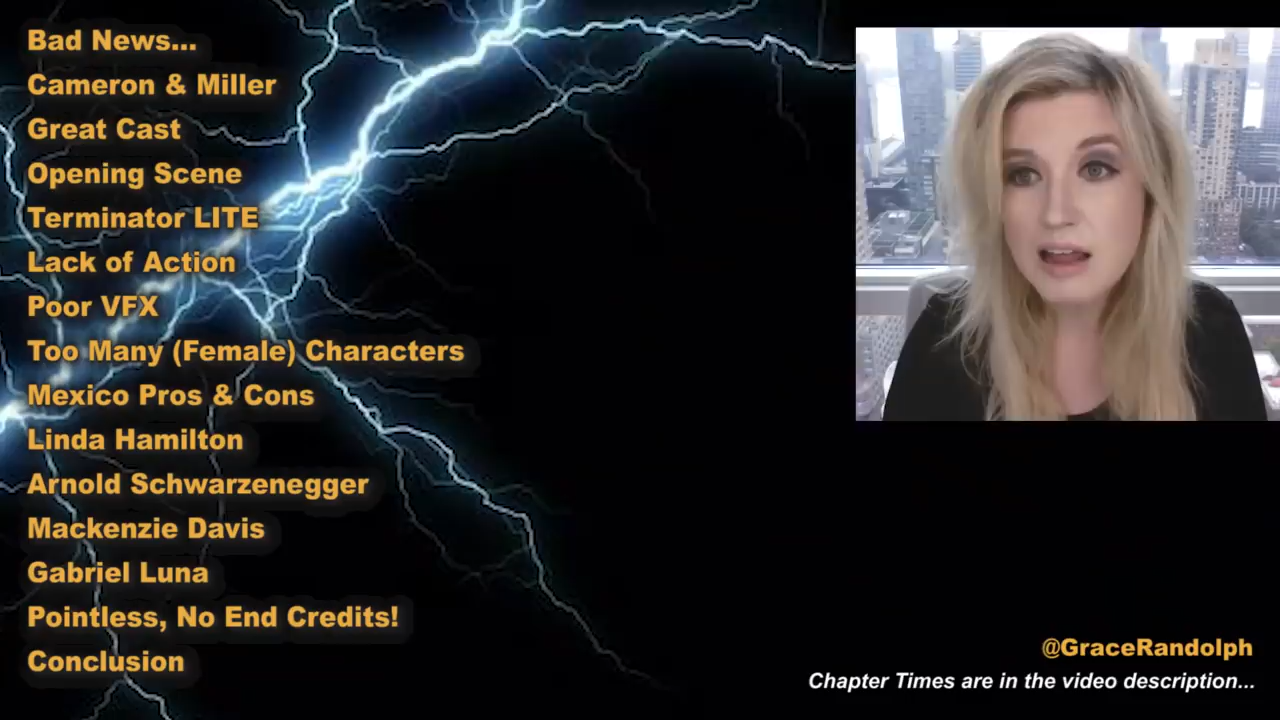 Bad News...
Cameron & Miller
Great Cast
Opening Scene
Terminator LITE
Lack of Action
Poor VFX
Too Many (Female) Characters
Mexico Pros & Cons
Linda Hamilton
Arnold Schwarzenegger
Mackenzie Davis
Gabriel Luna
Pointless, No End Credits!
Conclusion
@GraceRandolph
Chapter Times are in the video description...